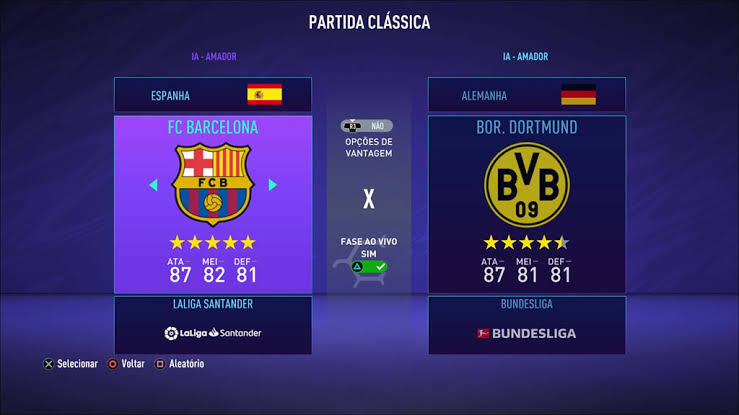 PARTIDA CLÁSSICA
IA - AMADOR
IA - AMADOR
ESPANHA
ALEMANHA
FC BARCELONA
FCB
ATA 87
MEI 82
DEF 81
R3 NÃO
OPÇÕES DE
VANTAGEM
X
FASE AO VIVO
SIM
BOR. DORTMUND
BVB
09
ATA 87
MEI 81
DEF 81
LALIGA SANTANDER
LaLiga Santander
BUNDESLIGA
BUNDESLIGA
Selecionar
Voltar
Aleatório